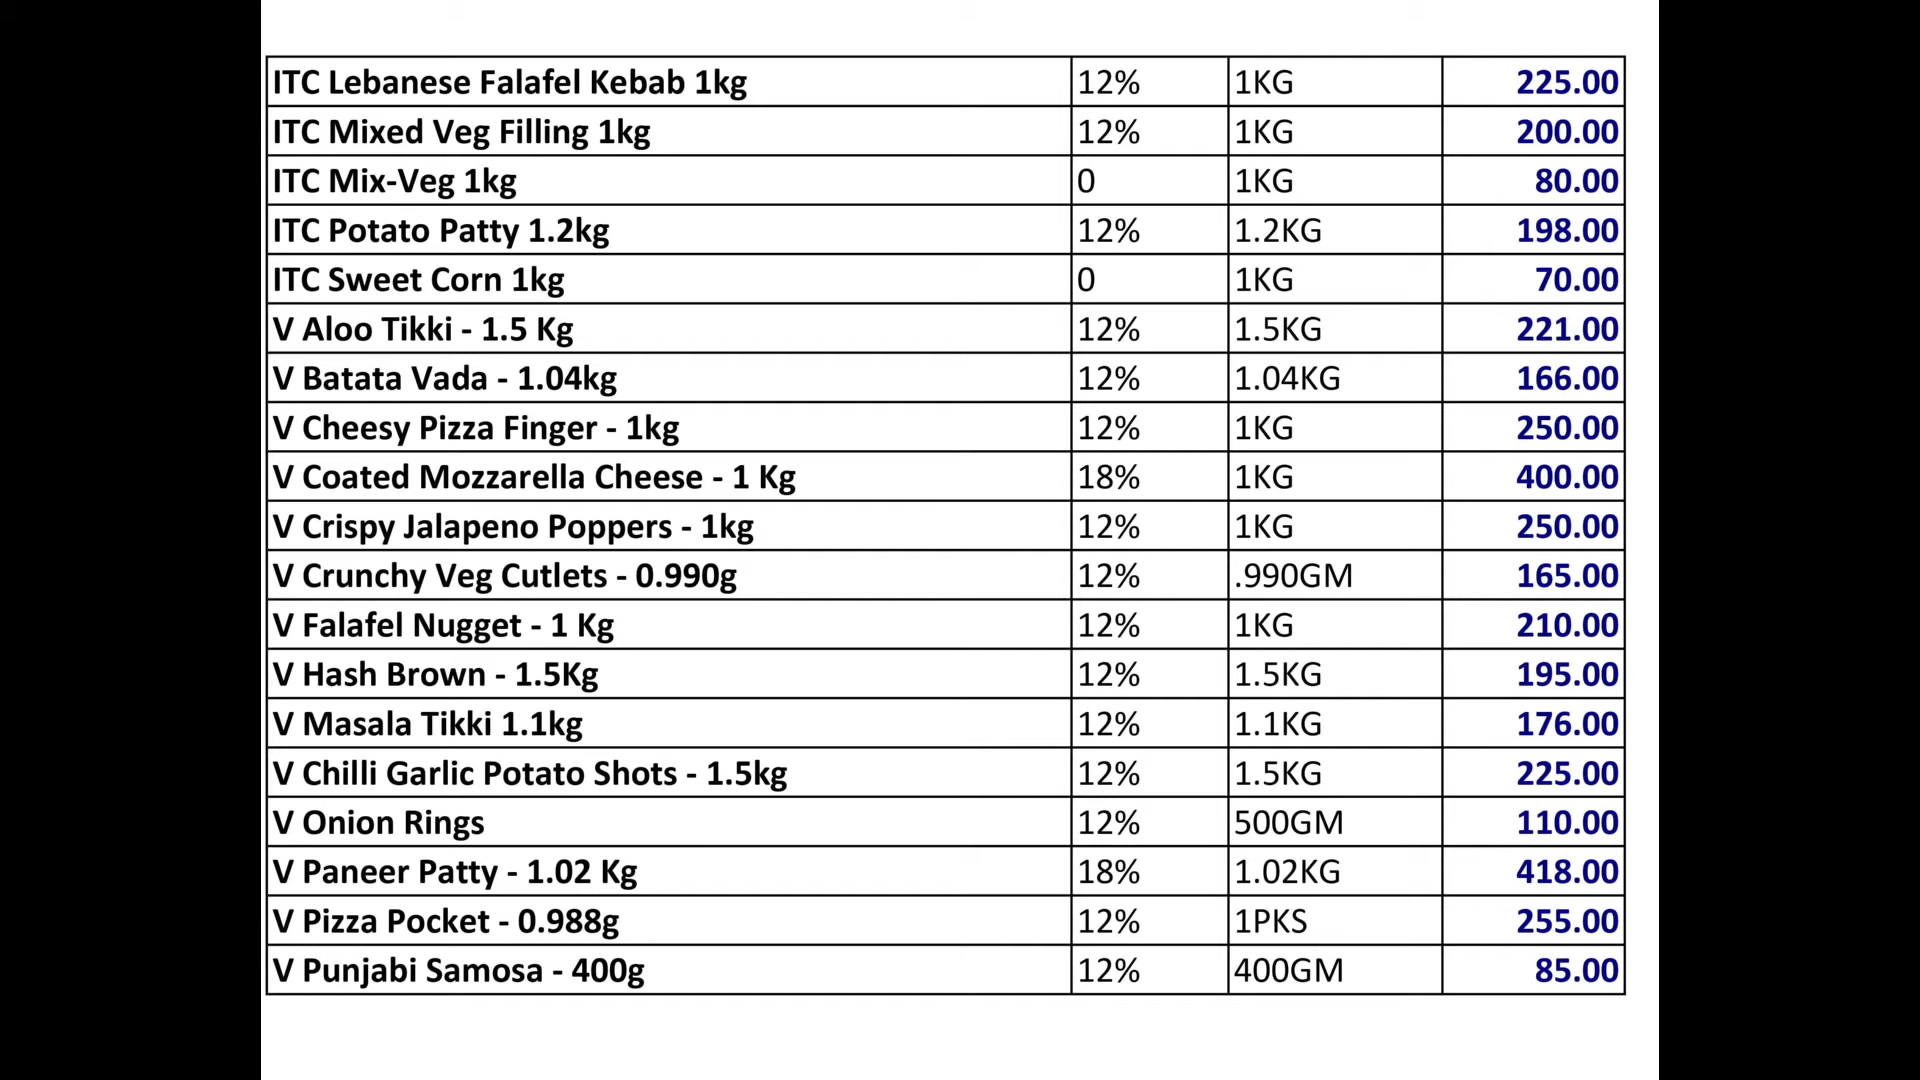 ITC Lebanese Falafel Kebab 1kg 12% 1KG 225.00
ITC Mixed Veg Filling 1kg 12% 1KG 200.00
ITC Mix-Veg 1kg 0 1KG 80.00
ITC Potato Patty 1.2kg 12% 1.2KG 198.00
ITC Sweet Corn 1kg 0 1KG 70.00
V Aloo Tikki - 1.5 Kg 12% 1.5KG 221.00
V Batata Vada - 1.04kg 12% 1.04KG 166.00
V Cheesy Pizza Finger - 1kg 12% 1KG 250.00
V Coated Mozzarella Cheese - 1 Kg 18% 1KG 400.00
V Crispy Jalapeno Poppers - 1kg 12% 1KG 250.00
V Crunchy Veg Cutlets - 0.990g 12% .990GM 165.00
V Falafel Nugget - 1 Kg 12% 1KG 210.00
V Hash Brown - 1.5Kg 12% 1.5KG 195.00
V Masala Tikki 1.1kg 12% 1.1KG 176.00
V Chilli Garlic Potato Shots - 1.5kg 12% 1.5KG 225.00
V Onion Rings 12% 500GM 110.00
V Paneer Patty - 1.02 Kg 18% 1.02KG 418.00
V Pizza Pocket - 0.988g 12% 1PKS 255.00
V Punjabi Samosa - 400g 12% 400GM 85.00